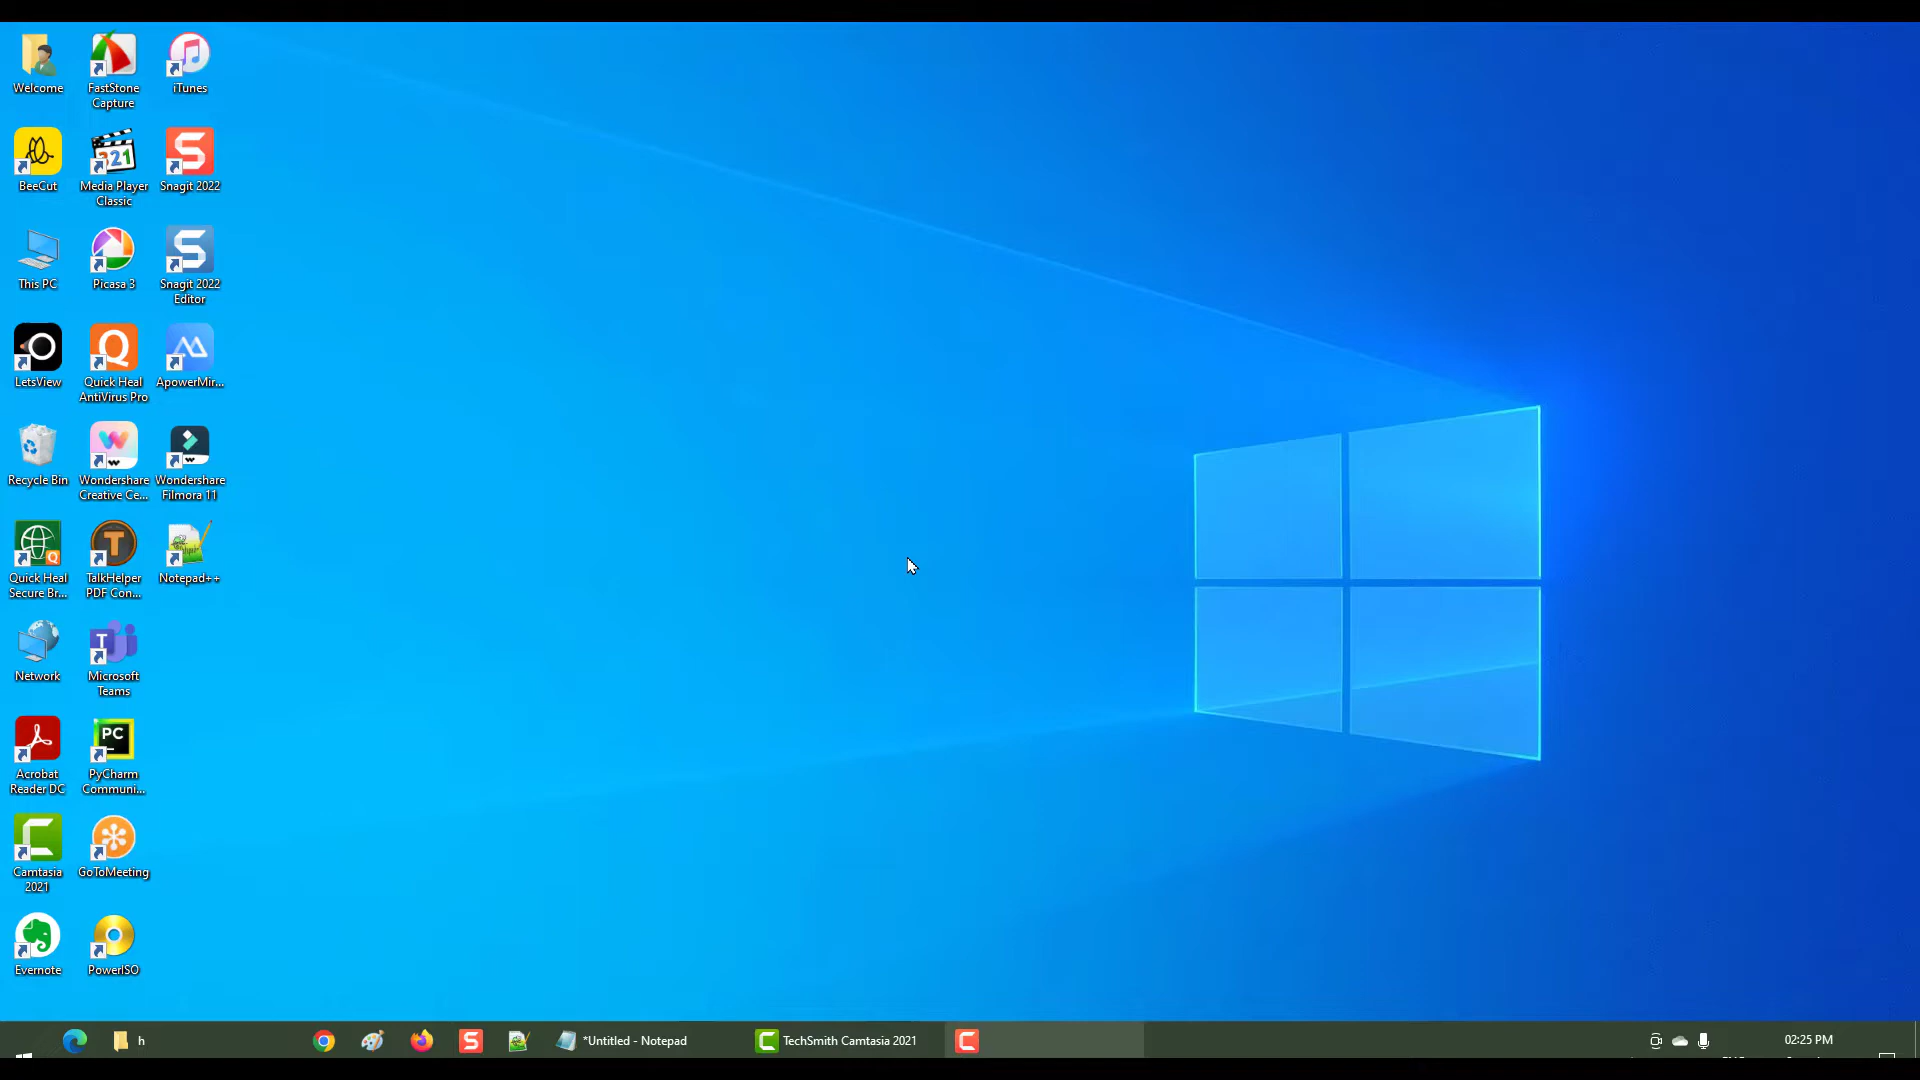 Welcome
FastStone
Capture
iTunes
BeeCut
Media Player
Classic
Snagit 2022
This PC
Picasa 3
Snagit 2022
Editor
LetsView
Quick Heal
AntiVirus Pro
ApowerMir...
Recycle Bin
Wondershare
Creative Ce...
Wondershare
Filmora 11
Quick Heal
Secure Br...
TalkHelper
PDF Con...
Notepad++
Network
Microsoft
Teams
Acrobat
Reader DC
PyCharm
Communi...
Camtasia
2021
GoToMeeting
Evernote
PowerISO
h
*Untitled - Notepad
TechSmith Camtasia 2021
02:25 PM